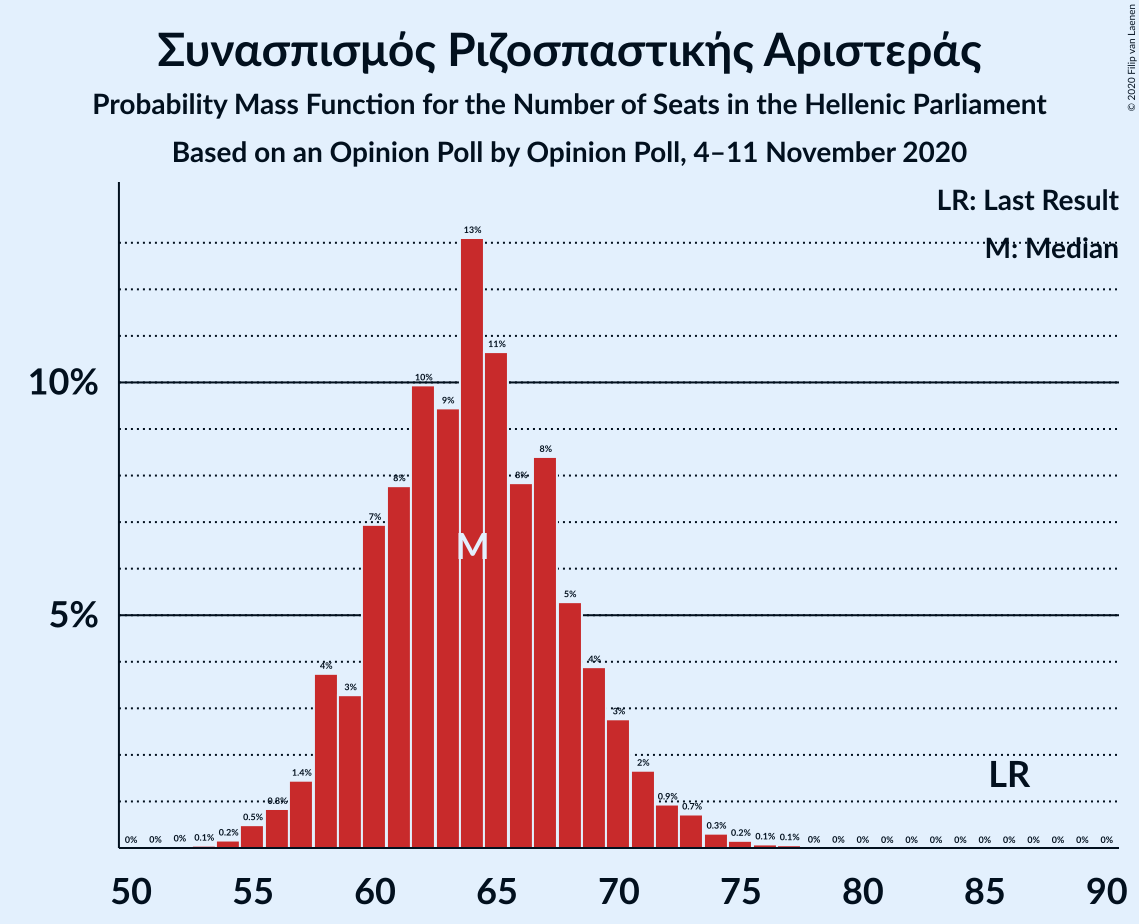 Συνασπισμός Ριζοσπαστικής Αριστεράς
Probability Mass Function for the Number of Seats in the Hellenic Parliament
Based on an Opinion Poll by Opinion Poll, 4–11 November 2020
© 2020 Filip van Laenen
LR: Last Result
M: Median
10%
5%
0% 0% 0% 0.1% 0.2% 0.5% 0.8% 1.4% 4% 3% 7% 8% 10% 9% 13% 11% 8% 8% 5% 4% 3% 2% 0.9% 0.7% 0.3% 0.2% 0.1% 0.1% 0% 0% 0% 0% 0% 0% 0% 0% 0% 0% 0% 0% 0%
M
LR
50 55 60 65 70 75 80 85 90